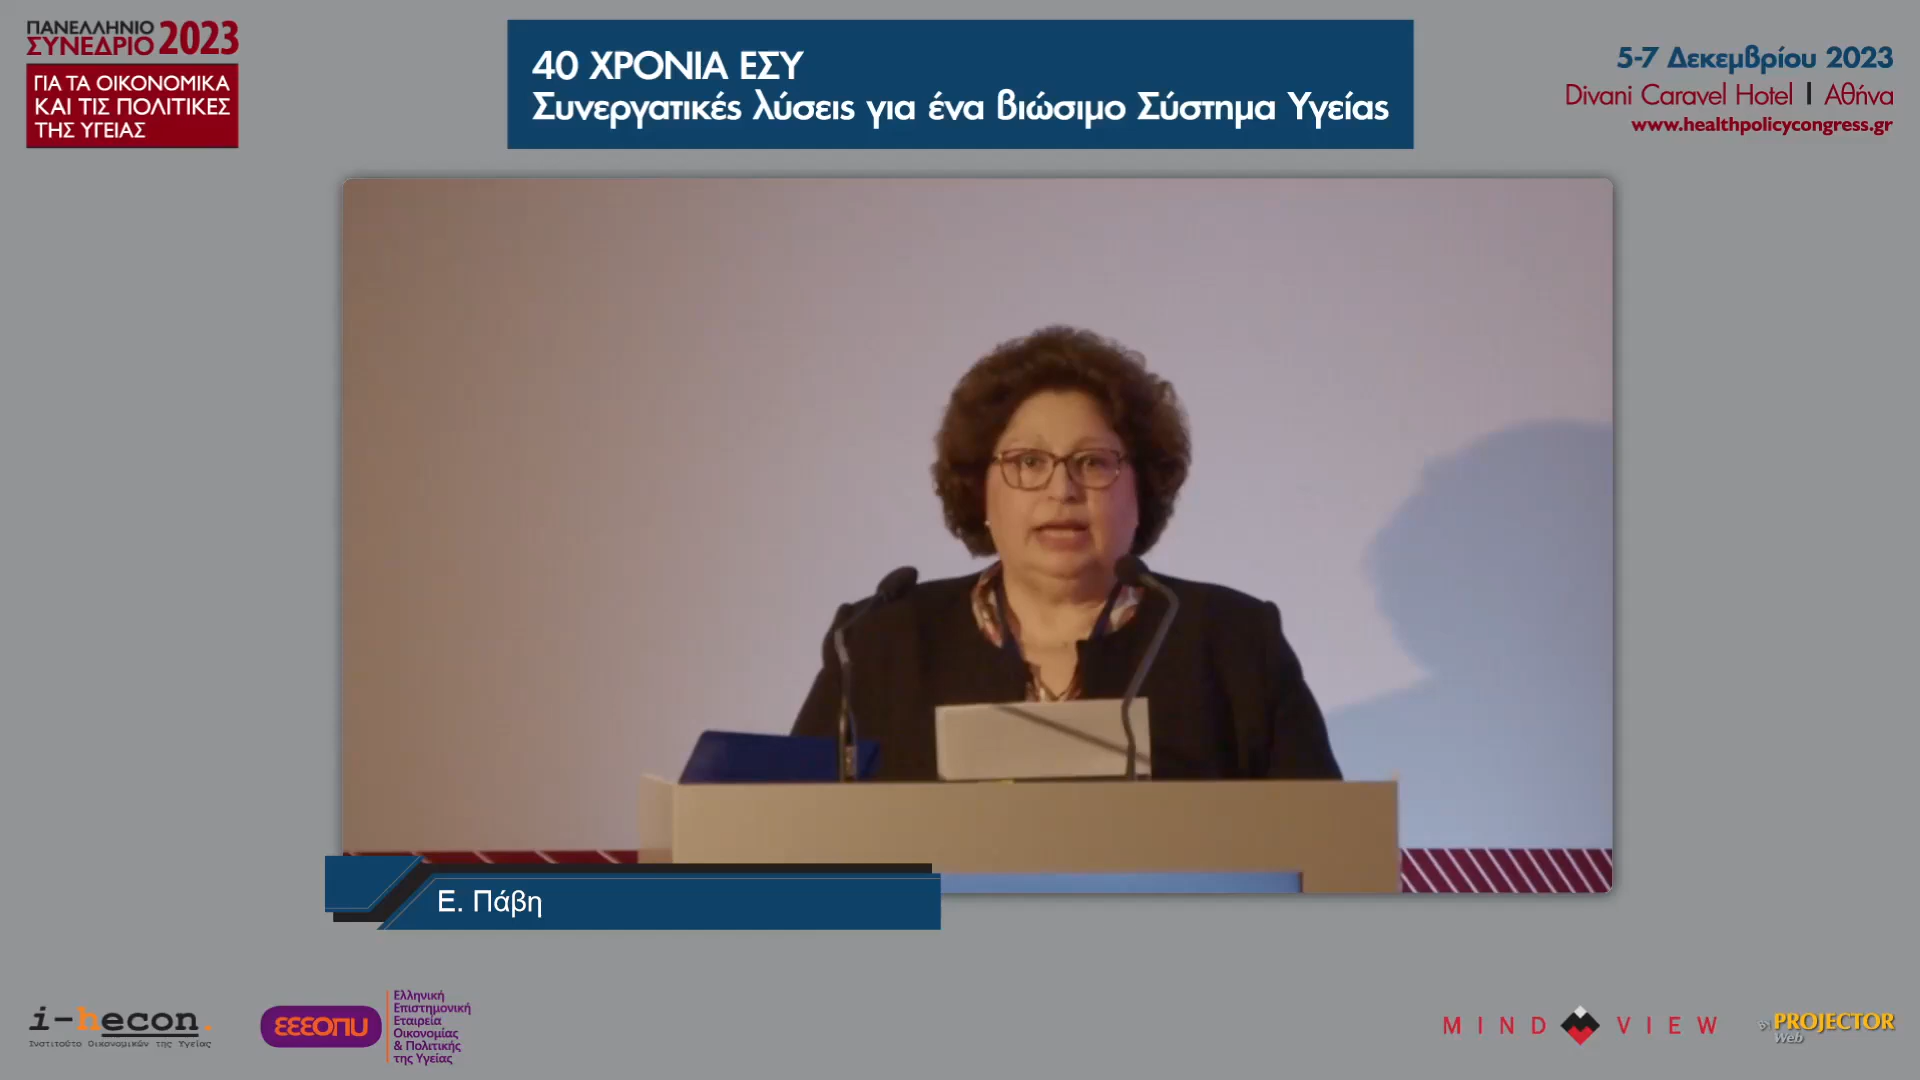 ΠΑΝΕΛΛΗΝΙΟ
ΣΥΝΕΔΡΙΟ 2023
ΓΙΑ ΤΑ ΟΙΚΟΝΟΜΙΚΑ
ΚΑΙ ΤΙΣ ΠΟΛΙΤΙΚΕΣ
ΤΗΣ ΥΓΕΙΑΣ
40 ΧΡΟΝΙΑ ΕΣΥ
Συνεργατικές λύσεις για ένα βιώσιμο Σύστημα Υγείας
5-7 Δεκεμβρίου 2023
Divani Caravel Hotel | Αθήνα
www.healthpolicycongress.gr
Ε. Πάβη
i-hecon.
Ινστιτούτο Οικονομικών της Υγείας
εεεοπυ
Ελληνική
Επιστημονική
Εταιρεία
Οικονομίας
& Πολιτικής
της Υγείας
MIND VIEW
PROJECTOR
Web